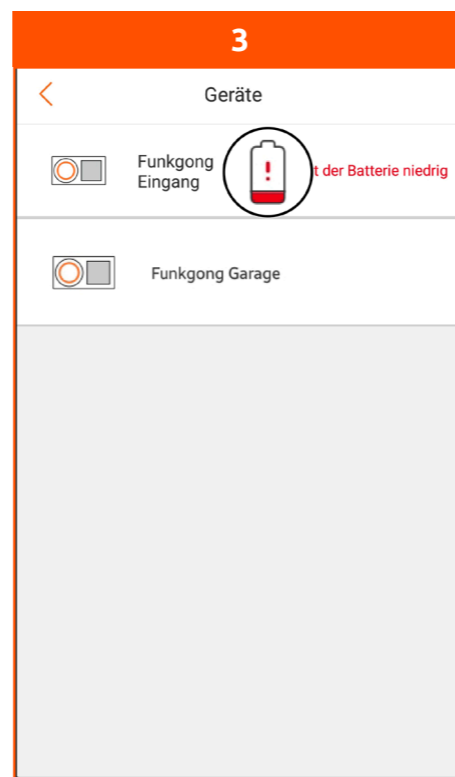 3
Geräte
Funkgong
Eingang
der Batterie niedrig
Funkgong Garage